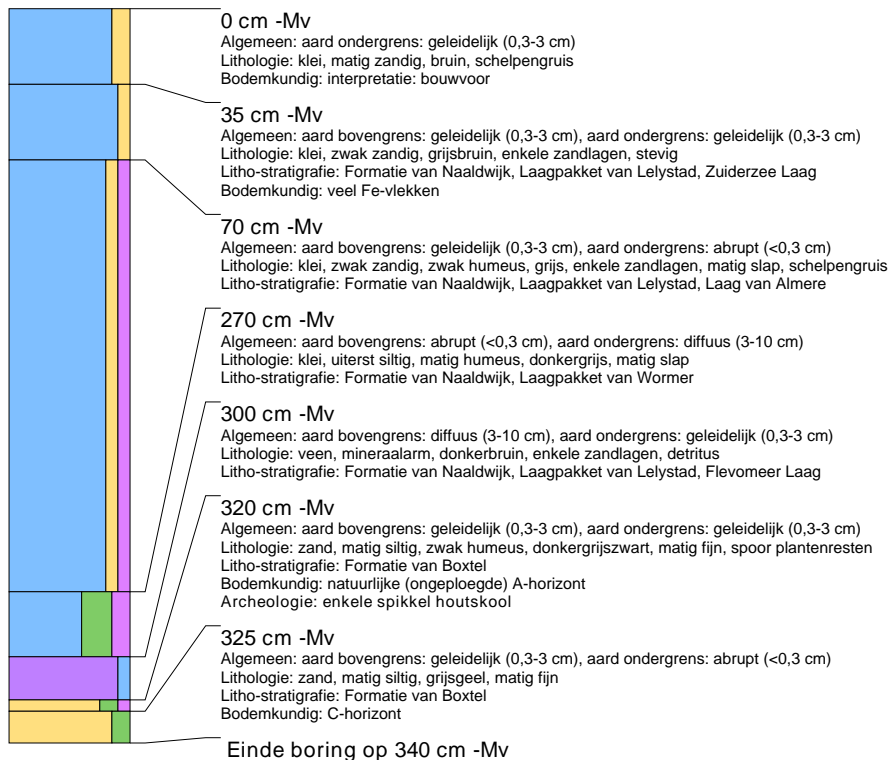 0 cm -Mv
Algemeen: aard ondergrens: geleidelijk (0,3-3 cm)
Lithologie: klei, matig zandig, bruin, schelpengruis
Bodemkundig: interpretatie: bouwvoor
35 cm -Mv
Algemeen: aard bovengrens: geleidelijk (0,3-3 cm), aard ondergrens: geleidelijk (0,3-3 cm)
Lithologie: klei, zwak zandig, grijsbruin, enkele zandlagen, stevig
Litho-stratigrafie: Formatie van Naaldwijk, Laagpakket van Lelystad, Zuiderzee Laag
Bodemkundig: veel Fe-vlekken
70 cm -Mv
Algemeen: aard bovengrens: geleidelijk (0,3-3 cm), aard ondergrens: abrupt (<0,3 cm)
Lithologie: klei, zwak zandig, zwak humeus, grijs, enkele zandlagen, matig slap, schelpengruis
Litho-stratigrafie: Formatie van Naaldwijk, Laagpakket van Lelystad, Laag van Almere
270 cm -Mv
Algemeen: aard bovengrens: abrupt (<0,3 cm), aard ondergrens: diffuus (3-10 cm)
Lithologie: klei, uiterst siltig, matig humeus, donkergrijs, matig slap
Litho-stratigrafie: Formatie van Naaldwijk, Laagpakket van Wormer
300 cm -Mv
Algemeen: aard bovengrens: diffuus (3-10 cm), aard ondergrens: geleidelijk (0,3-3 cm)
Lithologie: veen, mineraalarm, donkerbruin, enkele zandlagen, detritus
Litho-stratigrafie: Formatie van Naaldwijk, Laagpakket van Lelystad, Flevomeer Laag
320 cm -Mv
Algemeen: aard bovengrens: geleidelijk (0,3-3 cm), aard ondergrens: geleidelijk (0,3-3 cm)
Lithologie: zand, matig siltig, zwak humeus, donkergrijszwart, matig fijn, spoor plantenresten
Litho-stratigrafie: Formatie van Boxtel
Bodemkundig: natuurlijke (ongeploegde) A-horizont
Archeologie: enkele spikkel houtskool
325 cm -Mv
Algemeen: aard bovengrens: geleidelijk (0,3-3 cm), aard ondergrens: abrupt (<0,3 cm)
Lithologie: zand, matig siltig, grijsgeel, matig fijn
Litho-stratigrafie: Formatie van Boxtel
Bodemkundig: C-horizont
Einde boring op 340 cm -Mv